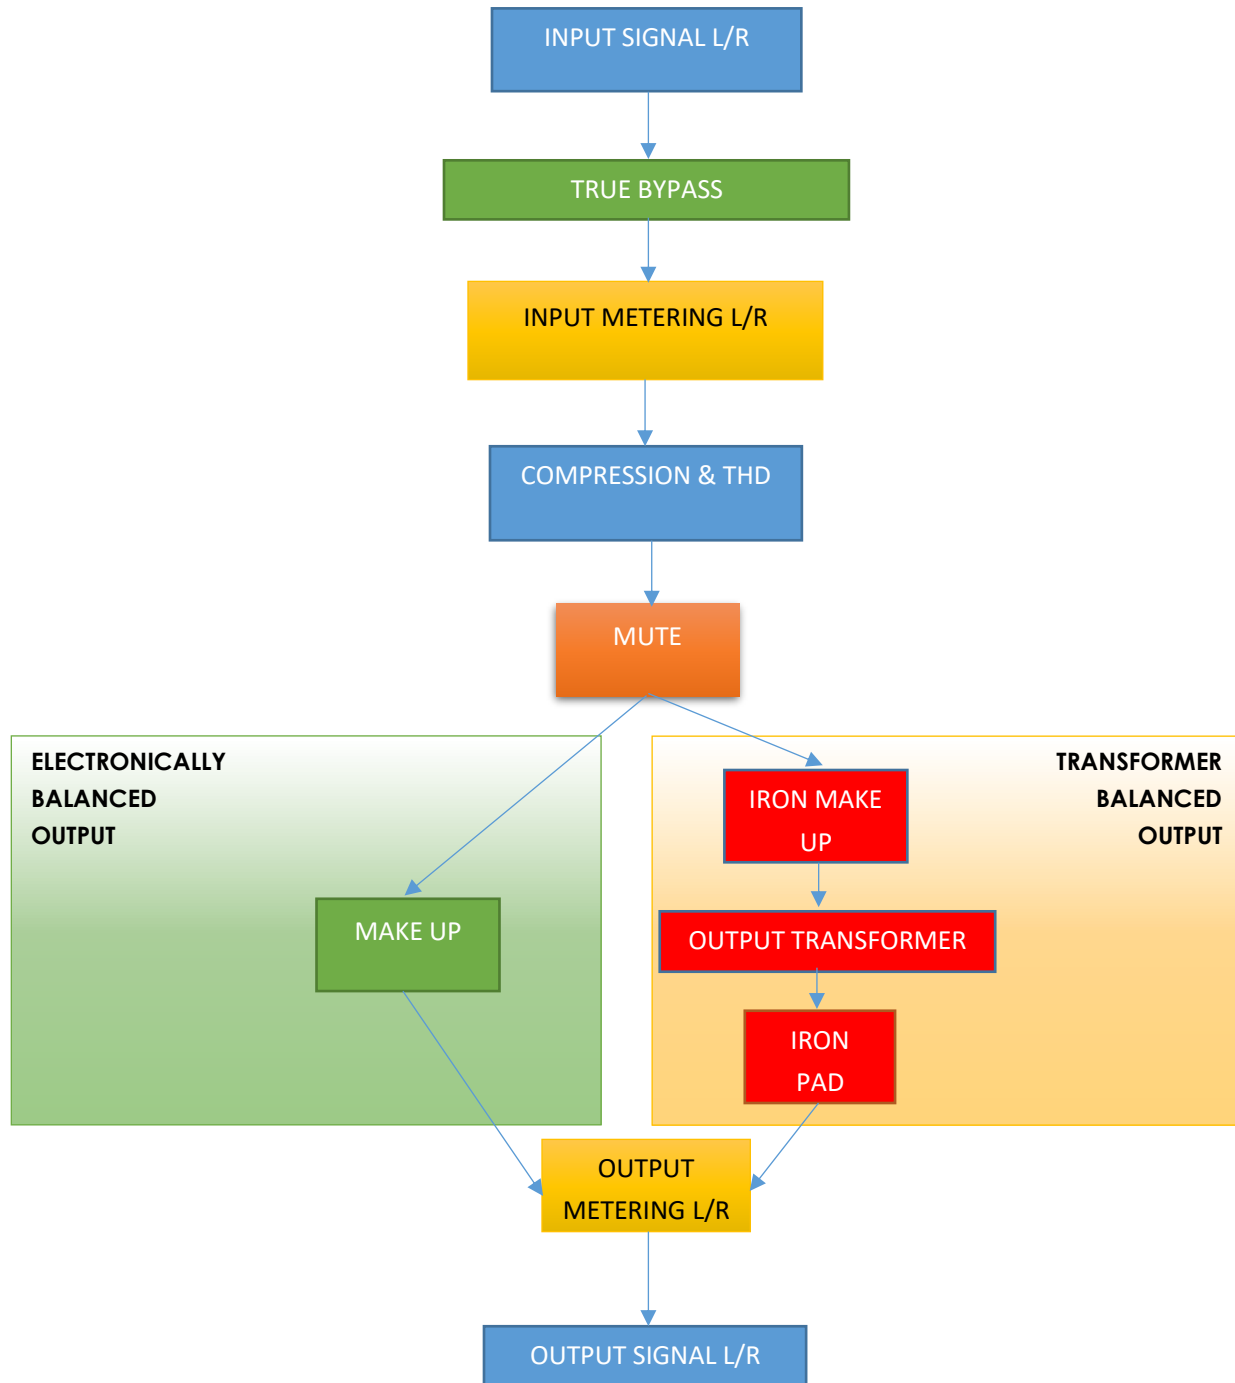 INPUT SIGNAL L/R
TRUE BYPASS
INPUT METERING L/R
COMPRESSION & THD
MUTE
ELECTRONICALLY
BALANCED
OUTPUT
MAKE UP
TRANSFORMER
BALANCED
OUTPUT
IRON MAKE
UP
OUTPUT TRANSFORMER
IRON
PAD
OUTPUT
METERING L/R
OUTPUT SIGNAL L/R